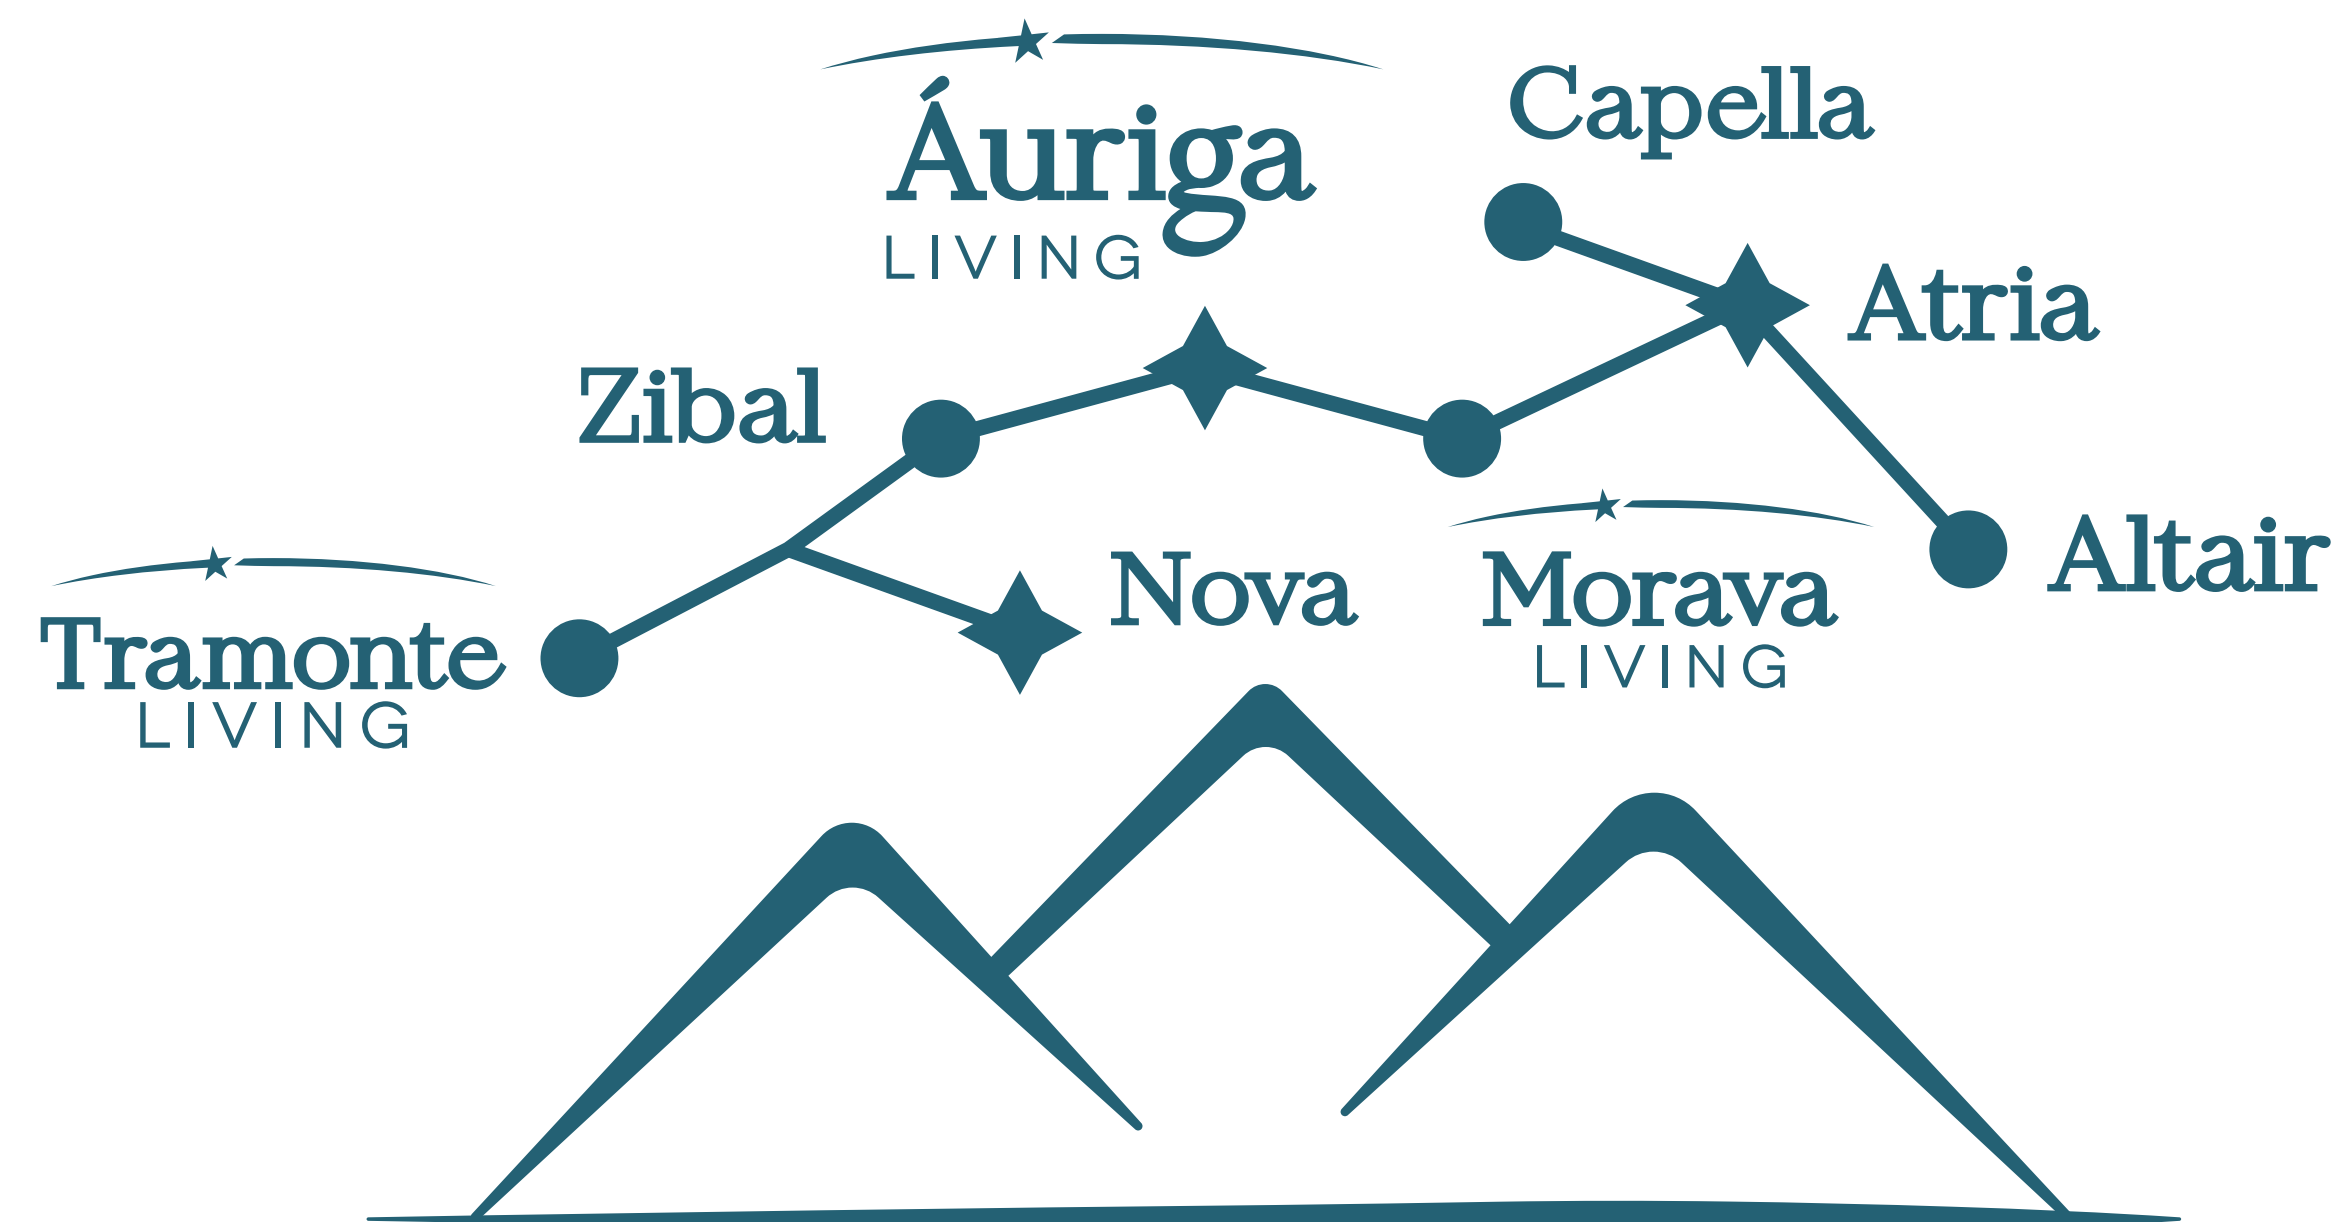 Áuriga
LIVING
Capella
Atria
Zibal
Altair
Nova
Morava
LIVING
Tramonte
LIVING